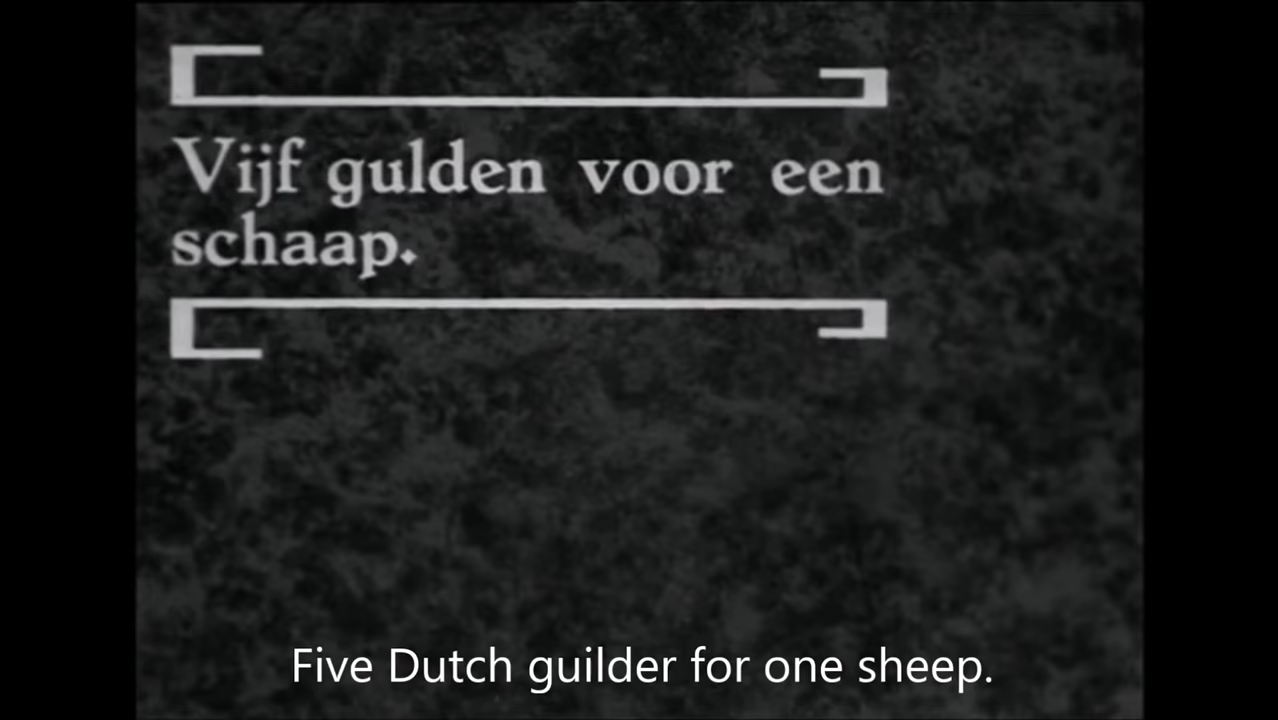 Vijf gulden voor een
schaap.
Five Dutch guilder for one sheep.